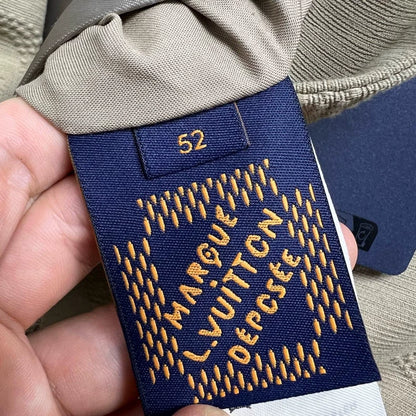 52
MARQUE
L.VUITTON
DÉPOSÉE